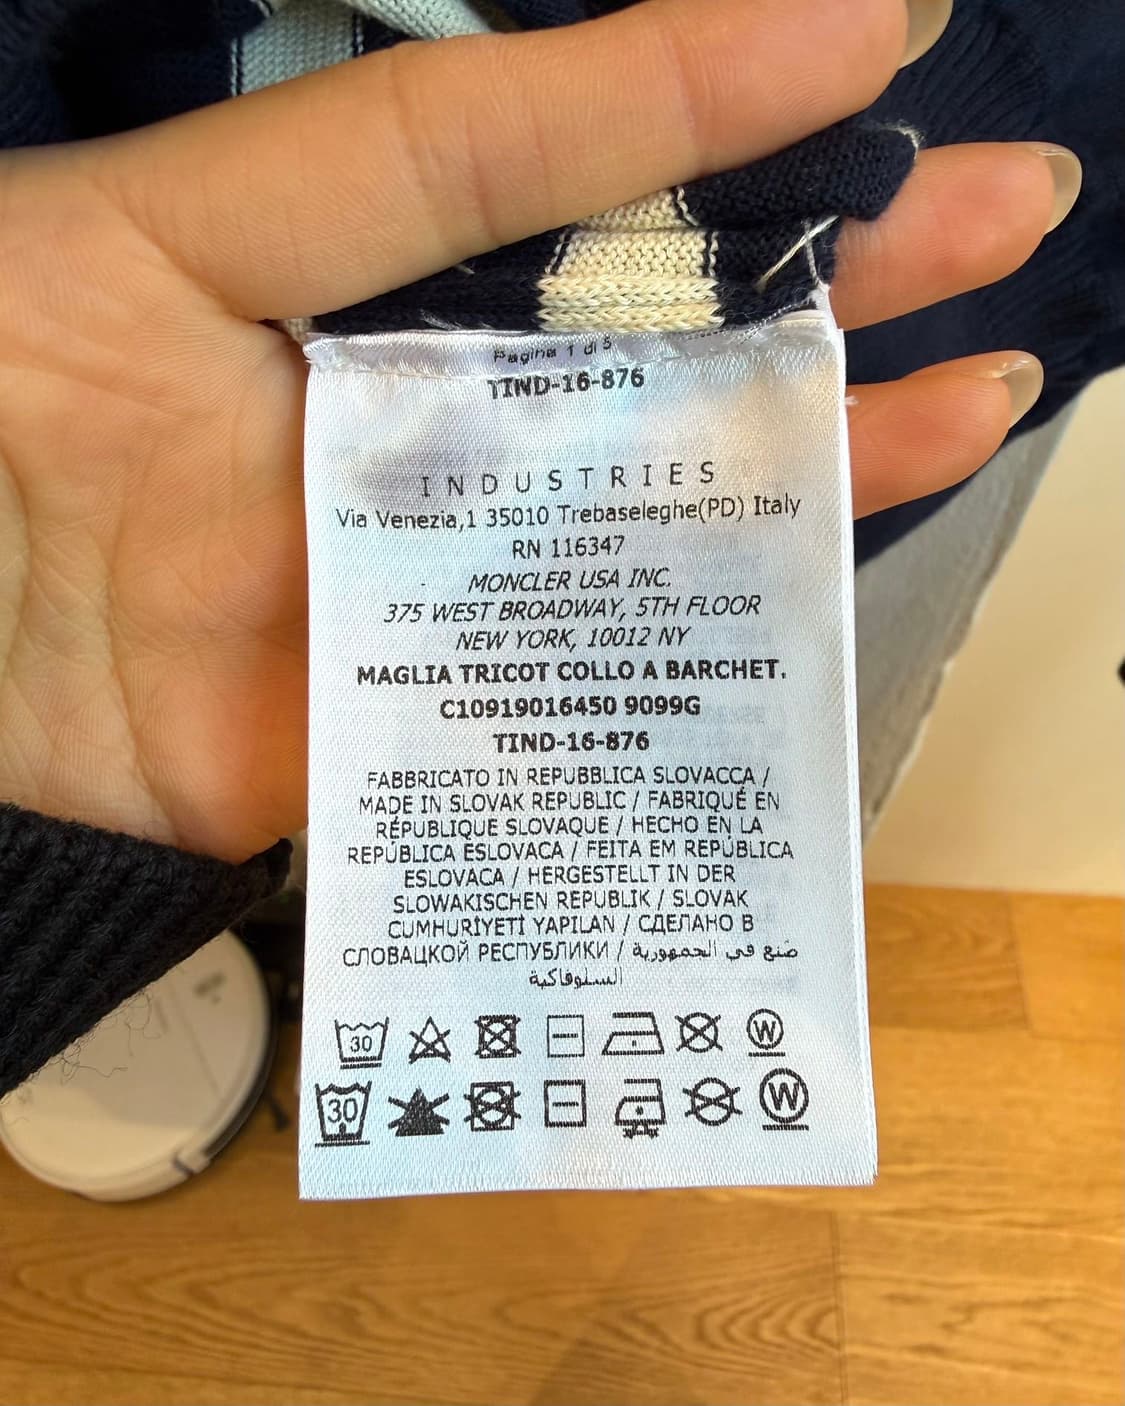 Pagina 1 di 5
TIND-16-876
INDUSTRIES
Via Venezia,1 35010 Trebaseleghe(PD) Italy
RN 116347
MONCLER USA INC.
375 WEST BROADWAY, 5TH FLOOR
NEW YORK, 10012 NY
MAGLIA TRICOT COLLO A BARCHET.
C10919016450 9099G
TIND-16-876
FABBRICATO IN REPUBBLICA SLOVACCA /
MADE IN SLOVAK REPUBLIC / FABRIQUÉ EN
RÉPUBLIQUE SLOVAQUE / HECHO EN LA
REPÚBLICA ESLOVACA / FEITA EM REPÚBLICA
ESLOVACA / HERGESTELLT IN DER
SLOWAKISCHEN REPUBLIK / SLOVAK
CUMHURİYETİ YAPILAN / СДЕЛАНО В
СЛОВАЦКОЙ РЕСПУБЛИКИ / صنع في الجمهورية
السلوفاكية
30 W
30 W